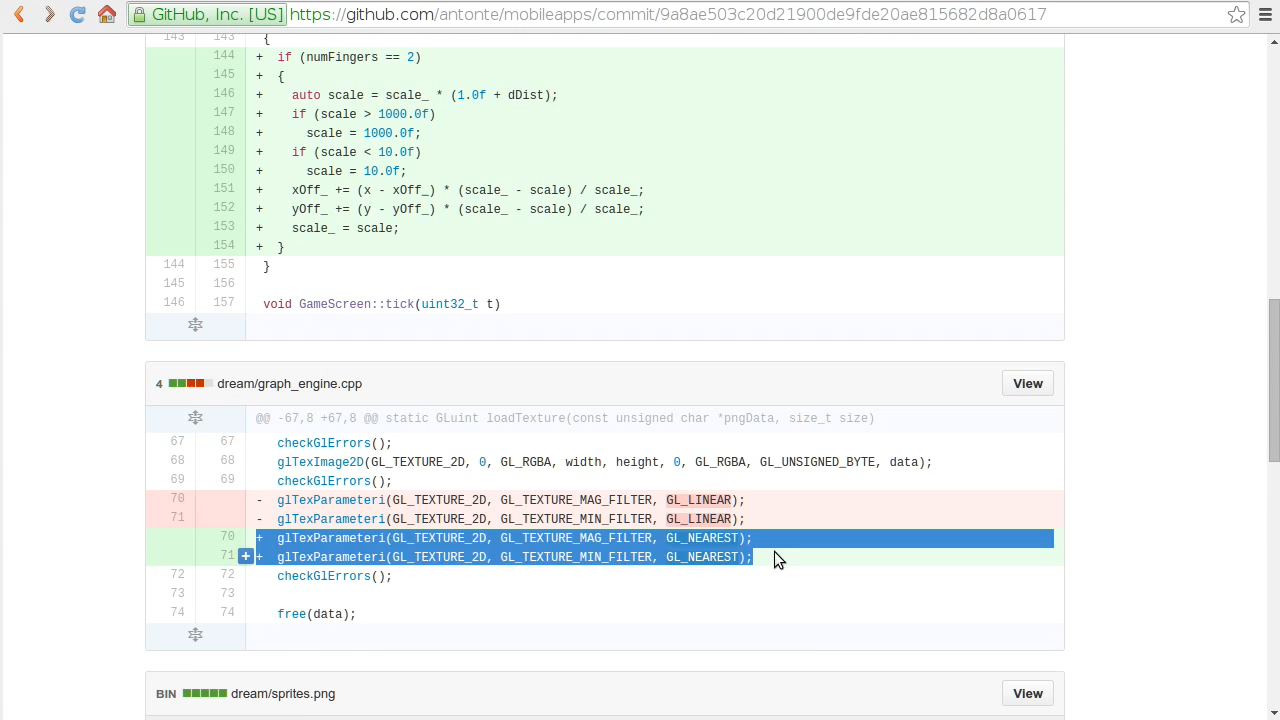 GitHub, Inc. [US] https://github.com/antonte/mobileapps/commit/9a8ae503c20d21900de9fde20ae815682d8a0617
143 143 {
144 + if (numFingers == 2)
145 + {
146 + auto scale = scale_ * (1.0f + dDist);
147 + if (scale > 1000.0f)
148 + scale = 1000.0f;
149 + if (scale < 10.0f)
150 + scale = 10.0f;
151 + xOff_ += (x - xOff_) * (scale_ - scale) / scale_;
152 + yOff_ += (y - yOff_) * (scale_ - scale) / scale_;
153 + scale_ = scale;
154 + }
144 155 }
145 156
146 157 void GameScreen::tick(uint32_t t)
4 dream/graph_engine.cpp View
@@ -67,8 +67,8 @@ static GLuint loadTexture(const unsigned char *pngData, size_t size)
67 67 checkGlErrors();
68 68 glTexImage2D(GL_TEXTURE_2D, 0, GL_RGBA, width, height, 0, GL_RGBA, GL_UNSIGNED_BYTE, data);
69 69 checkGlErrors();
70 - glTexParameteri(GL_TEXTURE_2D, GL_TEXTURE_MAG_FILTER, GL_LINEAR);
71 - glTexParameteri(GL_TEXTURE_2D, GL_TEXTURE_MIN_FILTER, GL_LINEAR);
70 + glTexParameteri(GL_TEXTURE_2D, GL_TEXTURE_MAG_FILTER, GL_NEAREST);
71 + glTexParameteri(GL_TEXTURE_2D, GL_TEXTURE_MIN_FILTER, GL_NEAREST);
72 72 checkGlErrors();
73 73
74 74 free(data);
BIN dream/sprites.png View